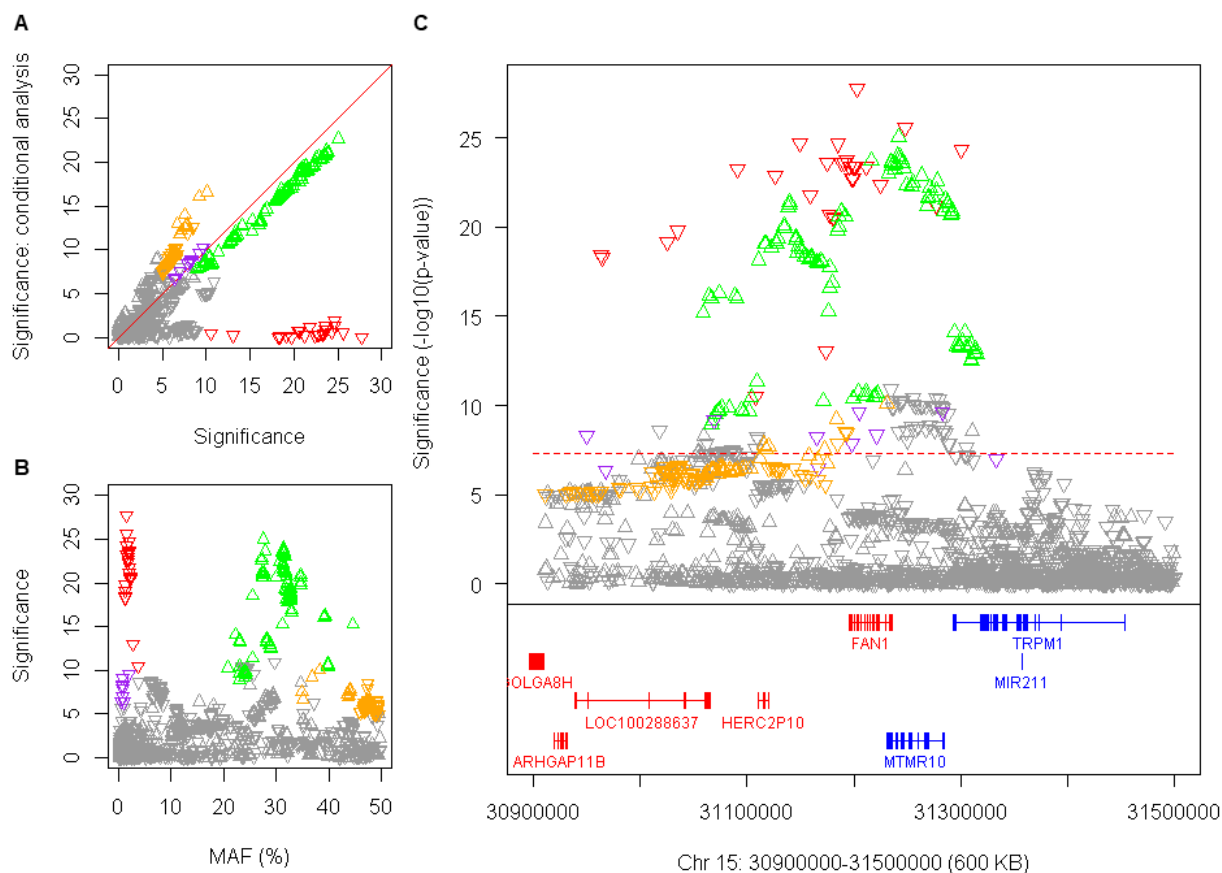 A
Significance: conditional analysis
30
25
20
15
10
5
0
0 5 10 15 20 25 30
Significance
B
Significance
30
25
20
15
10
5
0
0 10 20 30 40 50
MAF (%)
C
Significance (-log10(p-value))
25
20
15
10
5
0
FAN1
TRPM1
GOLGA8H
MIR211
LOC100288637
HERC2P10
ARHGAP11B
MTMR10
30900000 31100000 31300000 31500000
Chr 15: 30900000-31500000 (600 KB)